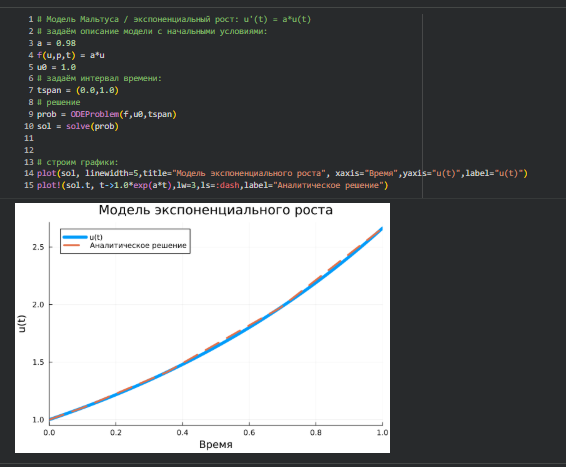 1 # Модель Мальтуса / экспоненциальный рост: u'(t) = a*u(t)
2 # задаём описание модели с начальными условиями:
3 a = 0.98
4 f(u,p,t) = a*u
5 u0 = 1.0
6 # задаём интервал времени:
7 tspan = (0.0,1.0)
8 # решение
9 prob = ODEProblem(f,u0,tspan)
10 sol = solve(prob)
11
12
13 # строим графики:
14 plot(sol, linewidth=5,title="Модель экспоненциального роста", xaxis="Время",yaxis="u(t)",label="u(t)")
15 plot!(sol.t, t->1.0*exp(a*t),lw=3,ls=:dash,label="Аналитическое решение")
Модель экспоненциального роста
u(t)
Аналитическое решение
2.5
2.0
1.5
1.0
u(t)
0.0 0.2 0.4 0.6 0.8 1.0
Время